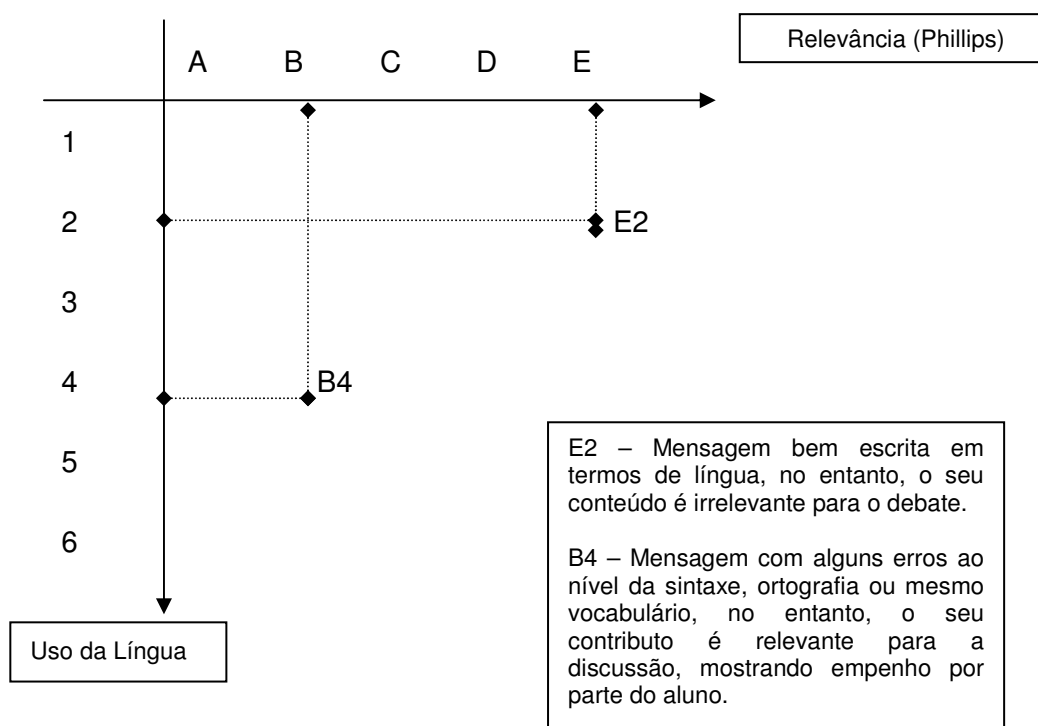 Relevância (Phillips)
A B C D E
1
2
E2
3
4
B4
5
6
Uso da Língua
E2 – Mensagem bem escrita em
termos de língua, no entanto, o seu
conteúdo é irrelevante para o debate.
B4 – Mensagem com alguns erros ao
nível da sintaxe, ortografia ou mesmo
vocabulário, no entanto, o seu
contributo é relevante para a
discussão, mostrando empenho por
parte do aluno.